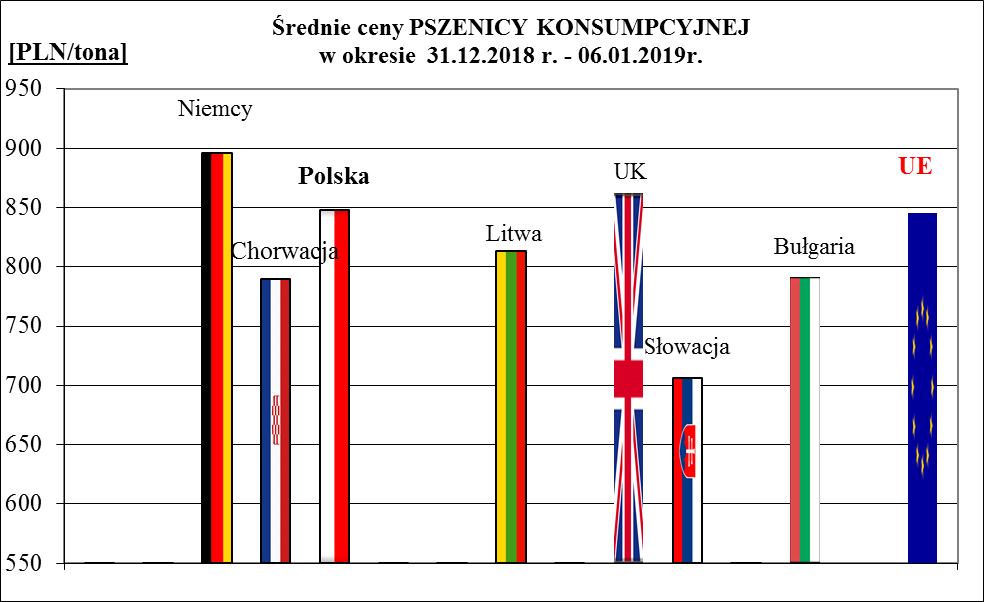 Średnie ceny PSZENICY KONSUMPCYJNEJ
w okresie 31.12.2018 r. - 06.01.2019r.
[PLN/tona]
950
900
850
800
750
700
650
600
550
Niemcy
Chorwacja
Polska
Litwa
UK
Słowacja
Bułgaria
UE